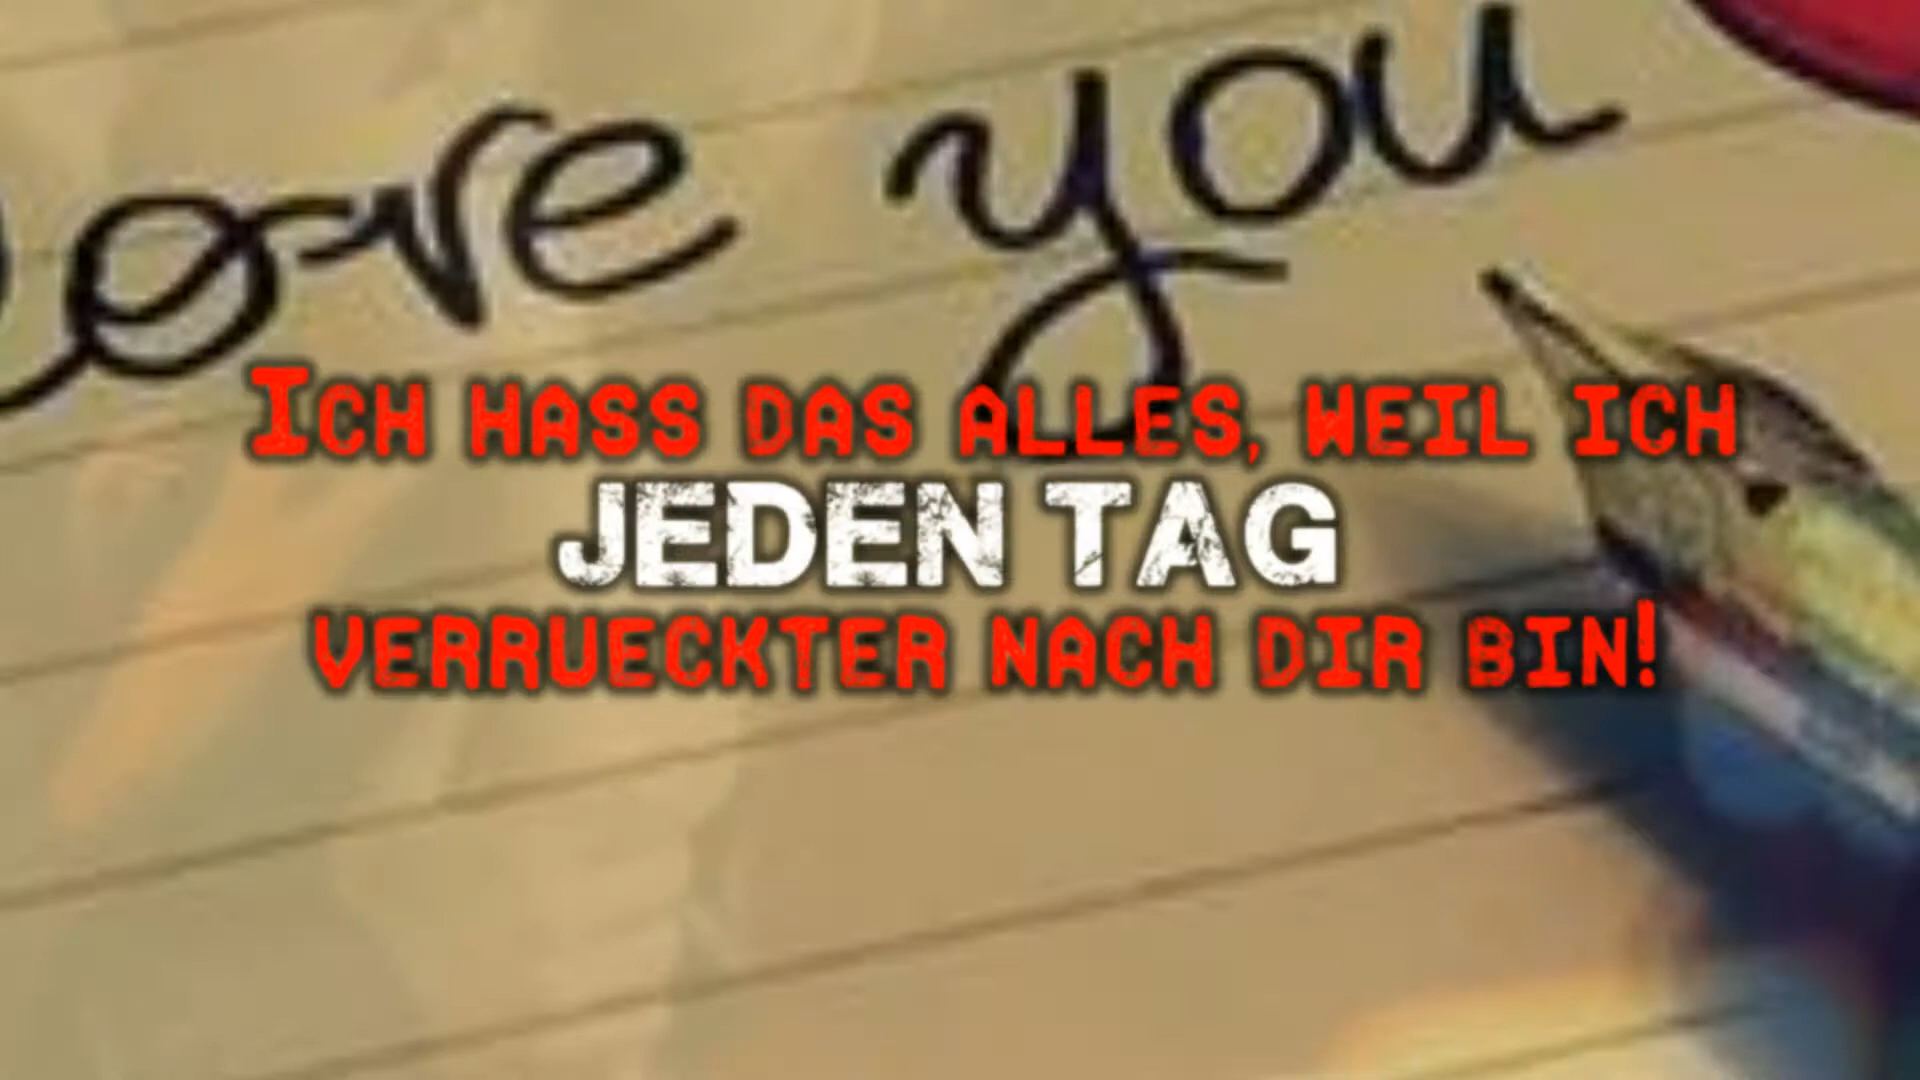 ove you
Ich hass das alles, weil ich
JEDEN TAG
verrueckter nach dir bin!